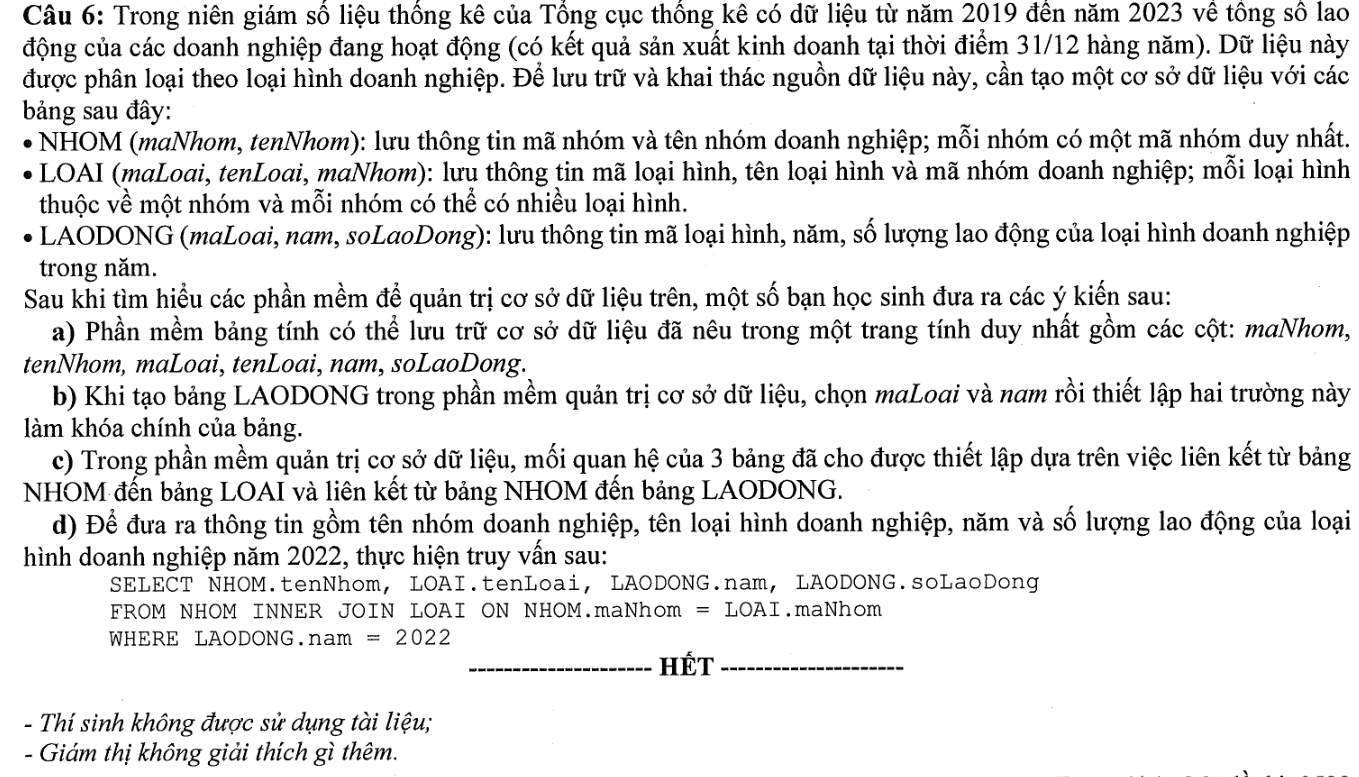 Câu 6: Trong niên giám số liệu thống kê của Tổng cục thống kê có dữ liệu từ năm 2019 đến năm 2023 về tổng số lao
động của các doanh nghiệp đang hoạt động (có kết quả sản xuất kinh doanh tại thời điểm 31/12 hàng năm). Dữ liệu này
được phân loại theo loại hình doanh nghiệp. Để lưu trữ và khai thác nguồn dữ liệu này, cần tạo một cơ sở dữ liệu với các
bảng sau đây:
• NHOM (maNhom, tenNhom): lưu thông tin mã nhóm và tên nhóm doanh nghiệp; mỗi nhóm có một mã nhóm duy nhất.
• LOAI (maLoai, tenLoai, maNhom): lưu thông tin mã loại hình, tên loại hình và mã nhóm doanh nghiệp; mỗi loại hình
thuộc về một nhóm và mỗi nhóm có thể có nhiều loại hình.
• LAODONG (maLoai, nam, soLaoDong): lưu thông tin mã loại hình, năm, số lượng lao động của loại hình doanh nghiệp
trong năm.
Sau khi tìm hiểu các phần mềm để quản trị cơ sở dữ liệu trên, một số bạn học sinh đưa ra các ý kiến sau:
a) Phần mềm bảng tính có thể lưu trữ cơ sở dữ liệu đã nêu trong một trang tính duy nhất gồm các cột: maNhom,
tenNhom, maLoai, tenLoai, nam, soLaoDong.
b) Khi tạo bảng LAODONG trong phần mềm quản trị cơ sở dữ liệu, chọn maLoai và nam rồi thiết lập hai trường này
làm khóa chính của bảng.
c) Trong phần mềm quản trị cơ sở dữ liệu, mối quan hệ của 3 bảng đã cho được thiết lập dựa trên việc liên kết từ bảng
NHOM đến bảng LOAI và liên kết từ bảng NHOM đến bảng LAODONG.
d) Để đưa ra thông tin gồm tên nhóm doanh nghiệp, tên loại hình doanh nghiệp, năm và số lượng lao động của loại
hình doanh nghiệp năm 2022, thực hiện truy vấn sau:
SELECT NHOM.tenNhom, LOAI.tenLoai, LAODONG.nam, LAODONG.soLaoDong
FROM NHOM INNER JOIN LOAI ON NHOM.maNhom = LOAI.maNhom
WHERE LAODONG.nam = 2022
-------------------- HẾT --------------------
- Thí sinh không được sử dụng tài liệu;
- Giám thị không giải thích gì thêm.